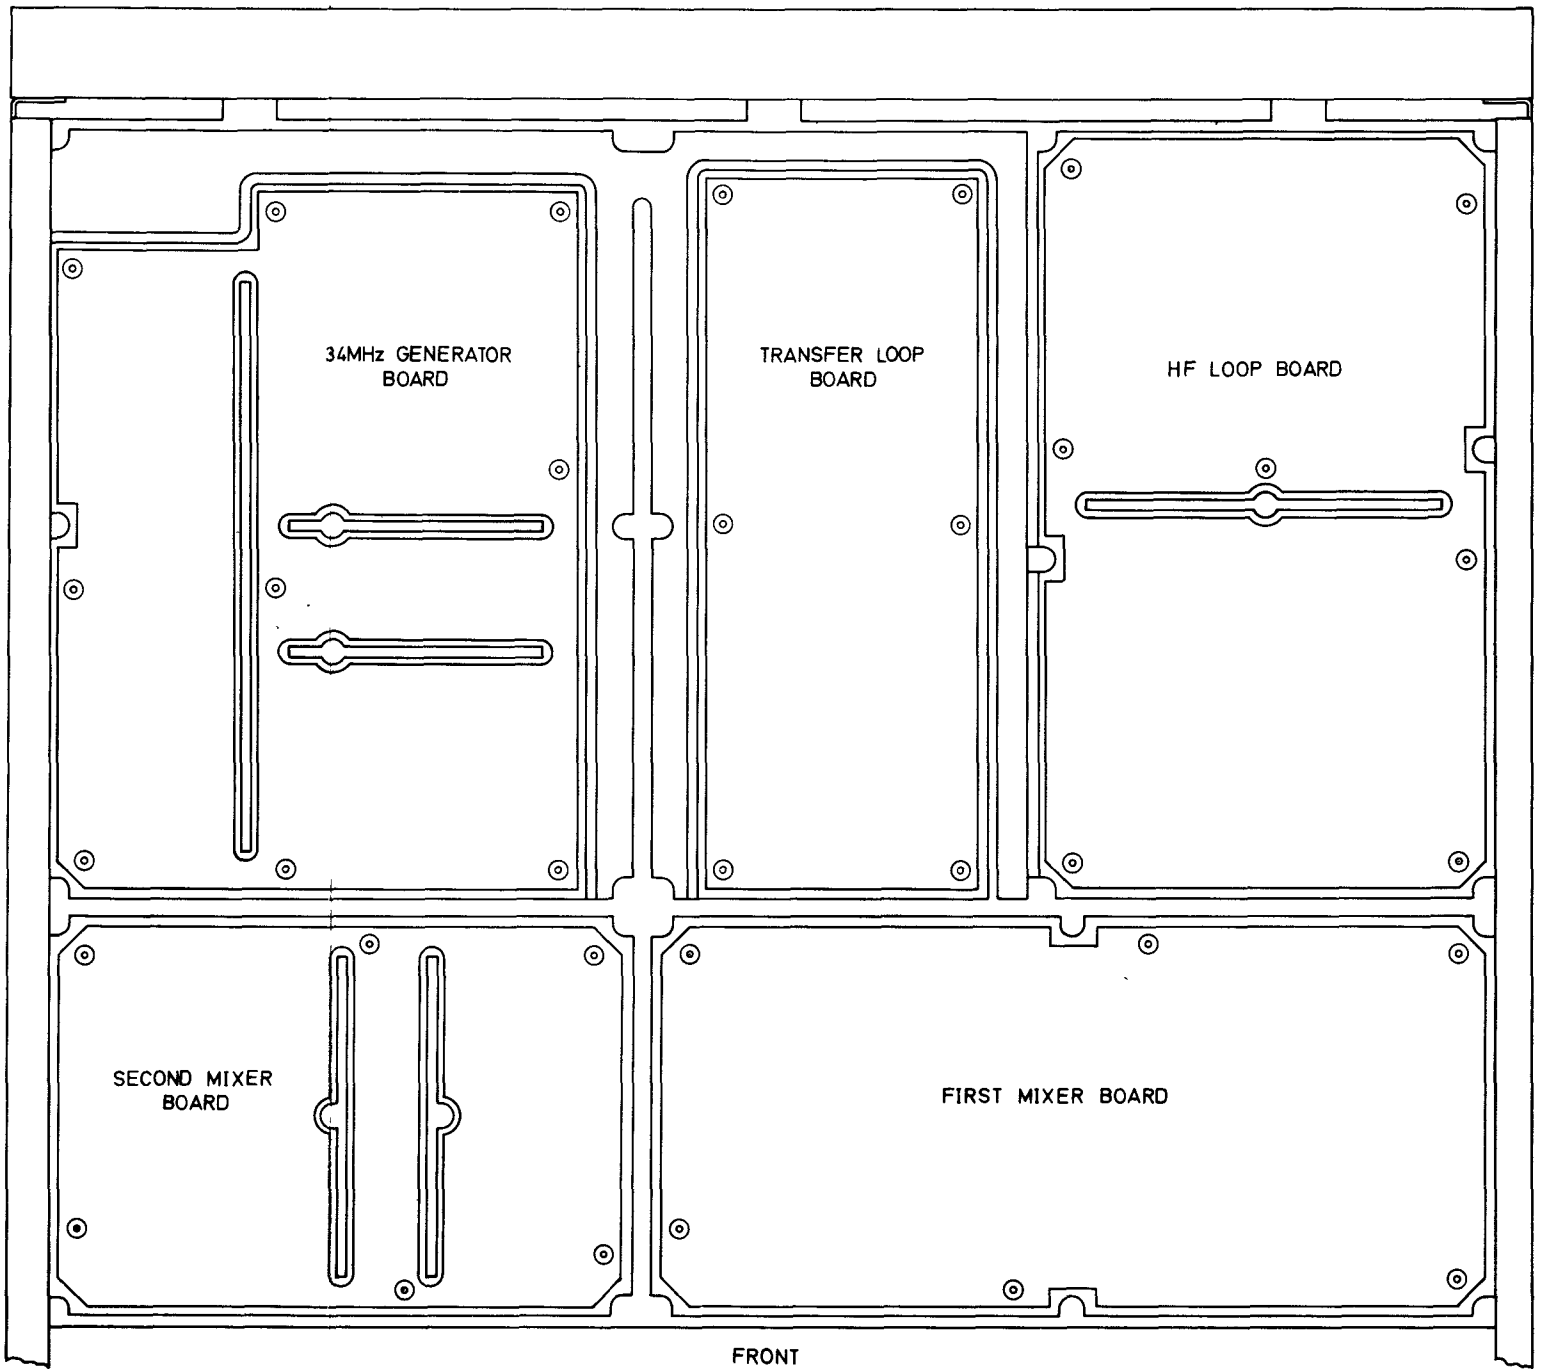 34MHz GENERATOR
BOARD
TRANSFER LOOP
BOARD
HF LOOP BOARD
SECOND MIXER
BOARD
FIRST MIXER BOARD
FRONT